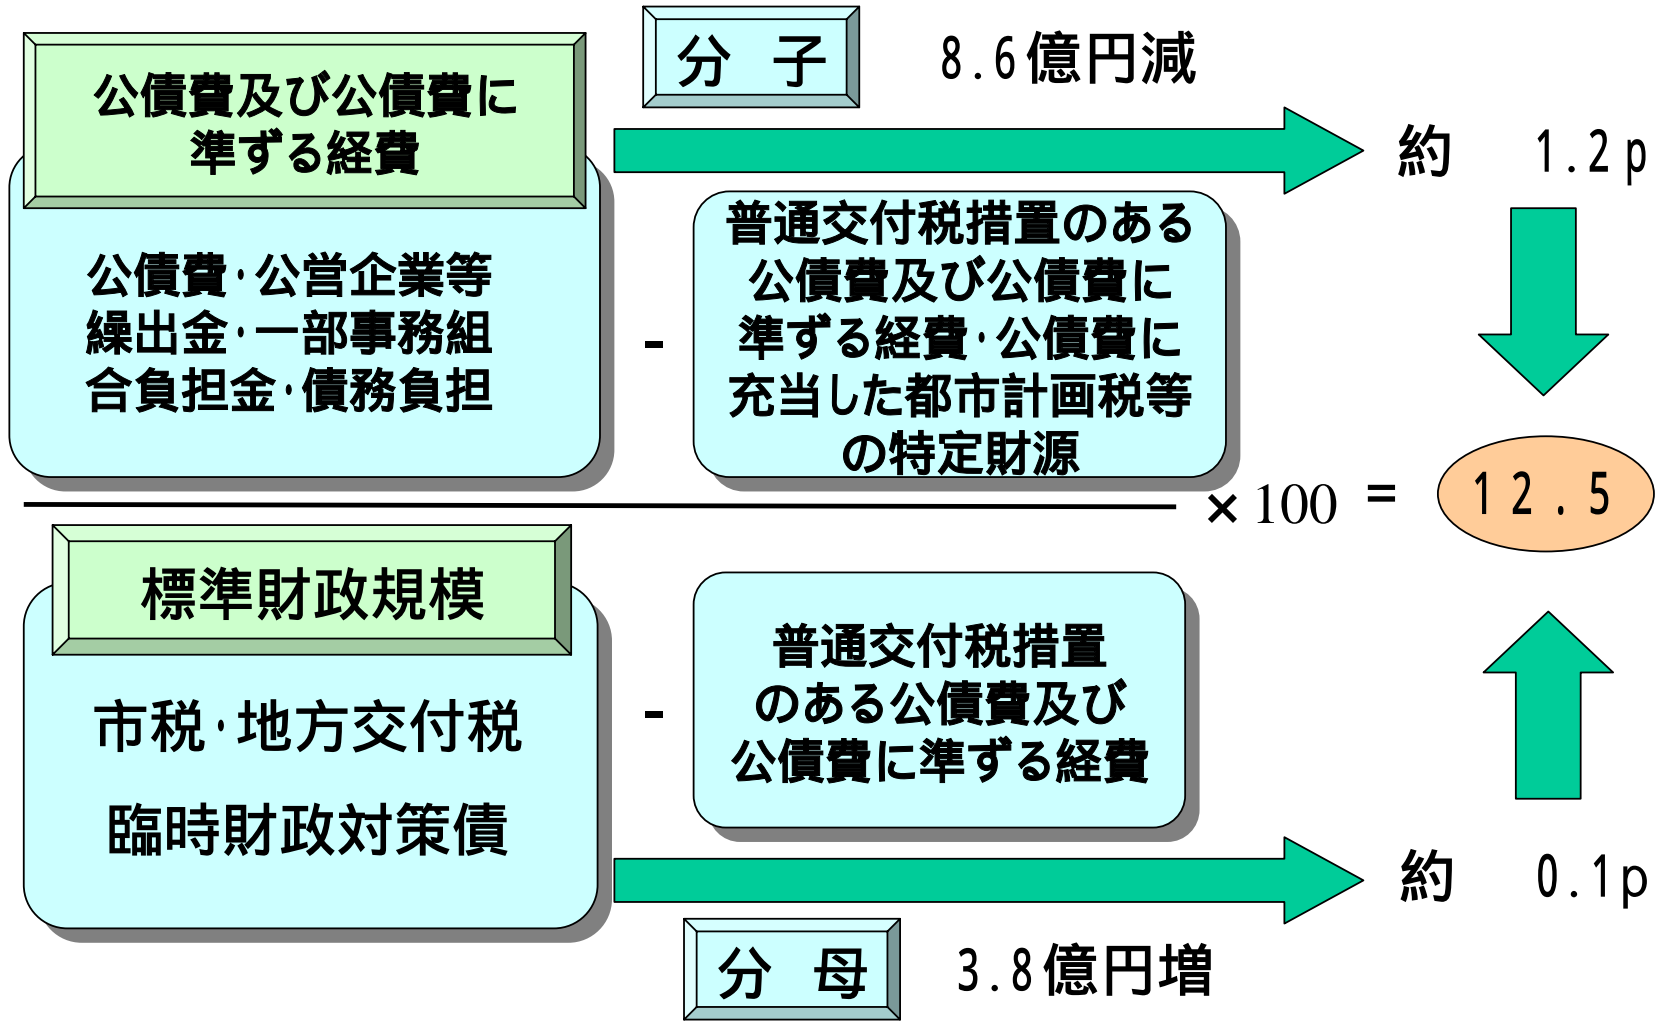 分 子 8.6億円減
公債費及び公債費に
準ずる経費
約 1.2p
公債費・公営企業等
繰出金・一部事務組
合負担金・債務負担
-
普通交付税措置のある
公債費及び公債費に
準ずる経費・公債費に
充当した都市計画税等
の特定財源
×100 = 12.5
標準財政規模
市税・地方交付税
臨時財政対策債
-
普通交付税措置
のある公債費及び
公債費に準ずる経費
約 0.1p
分 母 3.8億円増